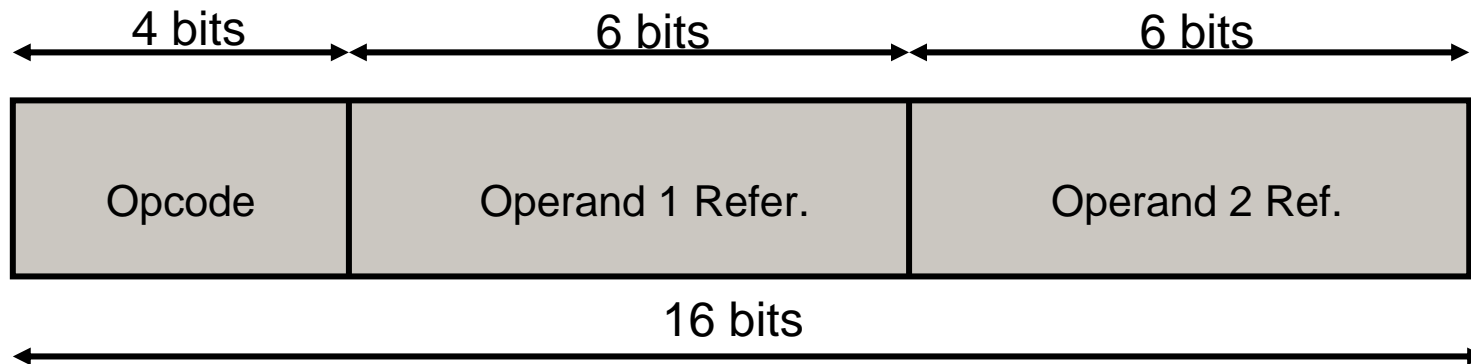 4 bits 6 bits 6 bits
Opcode Operand 1 Refer. Operand 2 Ref.
16 bits